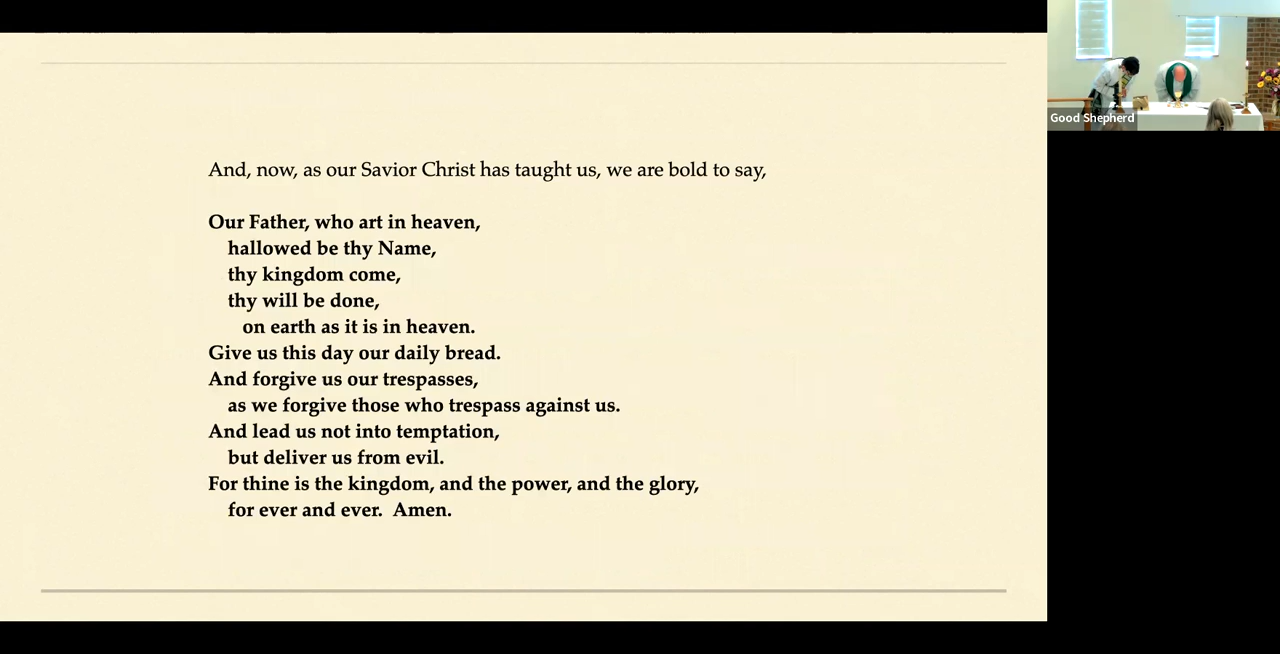 And, now, as our Savior Christ has taught us, we are bold to say,
Our Father, who art in heaven,
hallowed be thy Name,
thy kingdom come,
thy will be done,
on earth as it is in heaven.
Give us this day our daily bread.
And forgive us our trespasses,
as we forgive those who trespass against us.
And lead us not into temptation,
but deliver us from evil.
For thine is the kingdom, and the power, and the glory,
for ever and ever.  Amen.
Good Shepherd